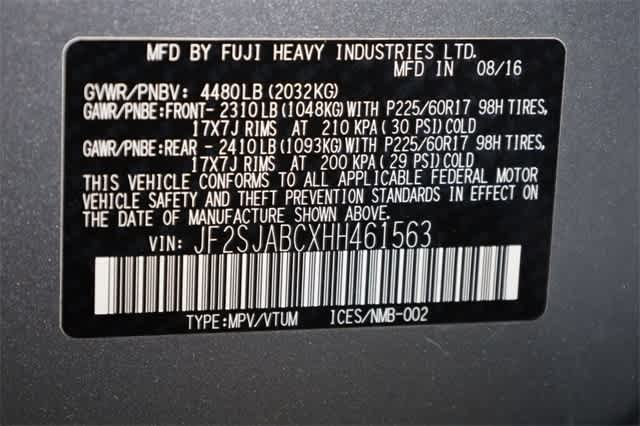 MFD BY FUJI HEAVY INDUSTRIES LTD.
MFD IN 08/16
GVWR/PNBV: 4480LB (2032KG)
GAWR/PNBE:FRONT- 2310 LB (1048KG) WITH P225/60R17 98H TIRES,
17X7J RIMS AT 210 KPA (30 PSI) COLD
GAWR/PNBE:REAR - 2410 LB (1093KG) WITH P225/60R17 98H TIRES,
17X7J RIMS AT 200 KPA (29 PSI) COLD
THIS VEHICLE CONFORMS TO ALL APPLICABLE FEDERAL MOTOR
VEHICLE SAFETY AND THEFT PREVENTION STANDARDS IN EFFECT ON
THE DATE OF MANUFACTURE SHOWN ABOVE.
VIN: JF2SJABCXHH461563
TYPE:MPV/VTUM ICES/NMB-002